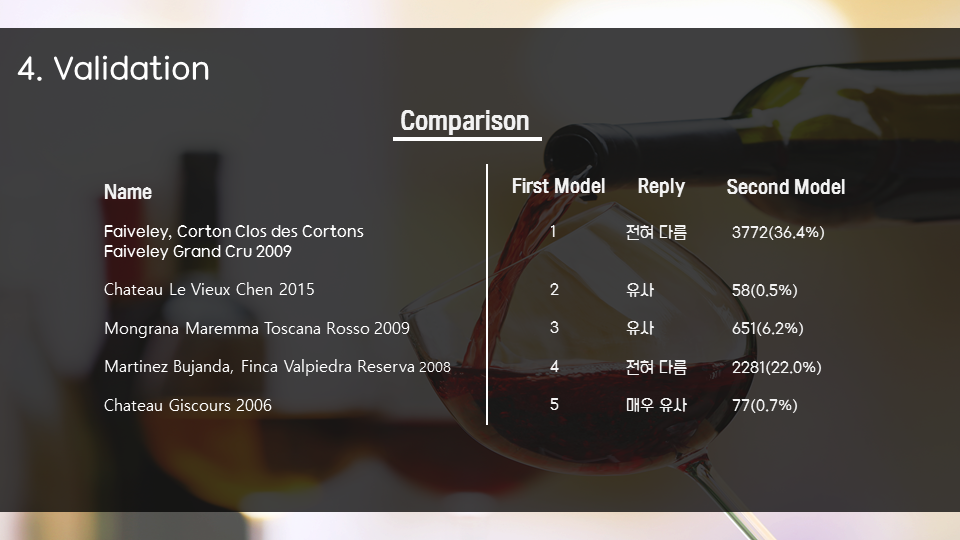 4. Validation
Comparison
Name First Model Reply Second Model
Faiveley, Corton Clos des Cortons
Faiveley Grand Cru 2009 1 전혀 다름 3772(36.4%)
Chateau Le Vieux Chen 2015 2 유사 58(0.5%)
Mongrana Maremma Toscana Rosso 2009 3 유사 651(6.2%)
Martinez Bujanda, Finca Valpiedra Reserva 2008 4 전혀 다름 2281(22.0%)
Chateau Giscours 2006 5 매우 유사 77(0.7%)